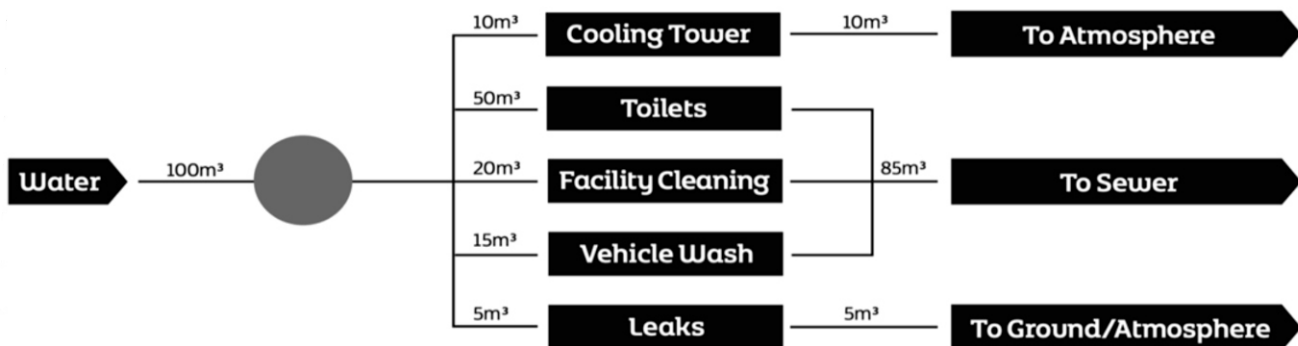 10m³
Cooling Tower
10m³
To Atmosphere
50m³
Toilets
Water
100m³
20m³
Facility Cleaning
85m³
To Sewer
15m³
Vehicle Wash
5m³
Leaks
5m³
To Ground/Atmosphere